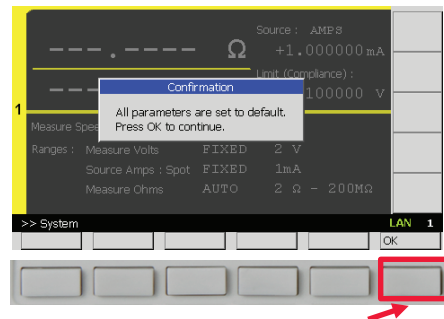 Source : AMPS
---.---- Ω +1.000000 mA
Limit (Compliance) :
100000 V
Confirmation
All parameters are set to default.
Press OK to continue.
1
Measure Spee
Ranges : Measure Volts FIXED 2 V
Source Amps : Spot FIXED 1mA
Measure Ohms AUTO 2 Ω - 200MΩ
>> System LAN 1
OK